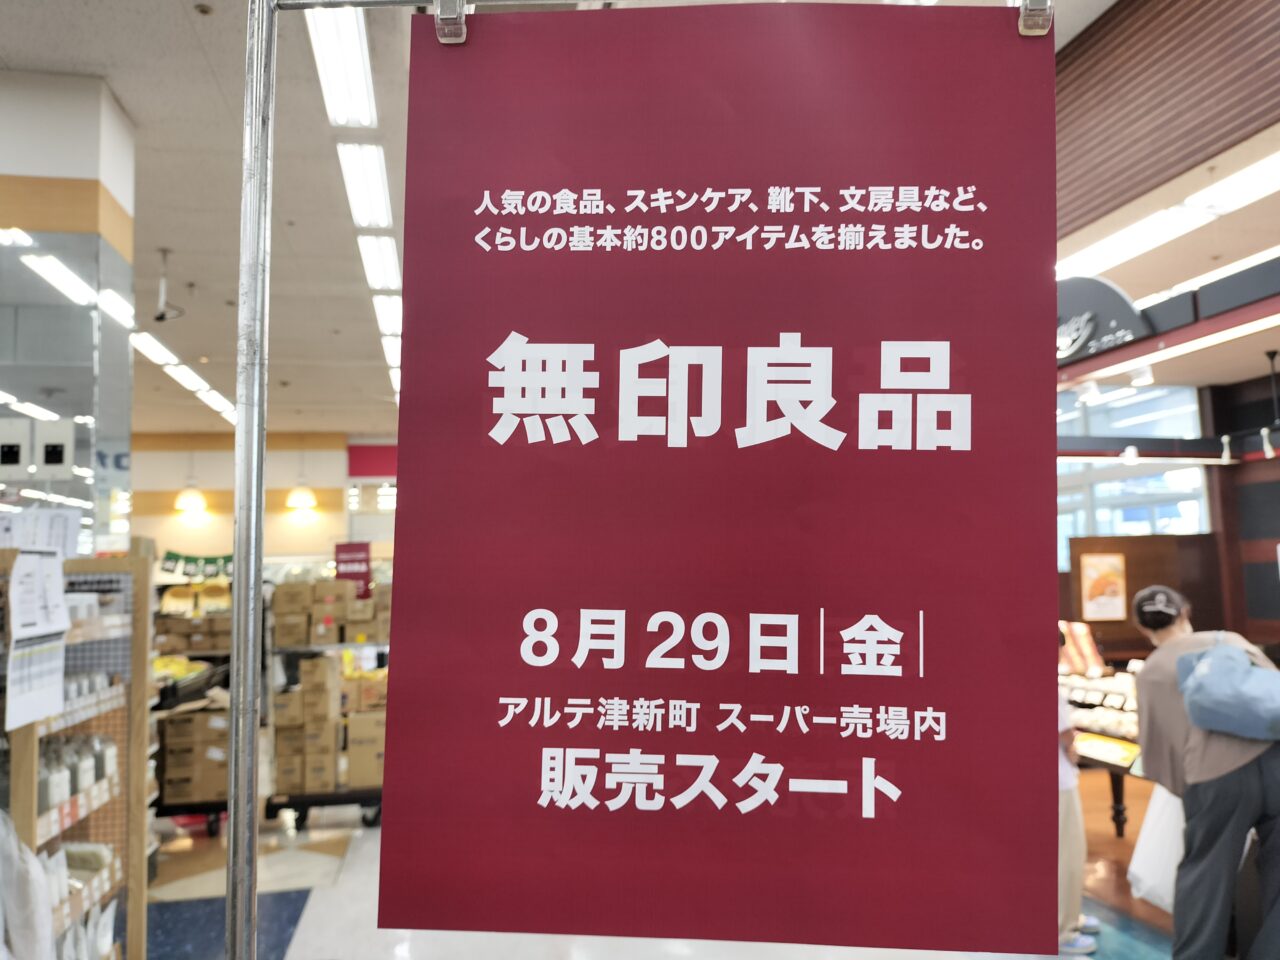 人気の食品、スキンケア、靴下、文房具など、
くらしの基本約800アイテムを揃えました。
無印良品
8月29日|金|
アルテ津新町 スーパー売場内
販売スタート